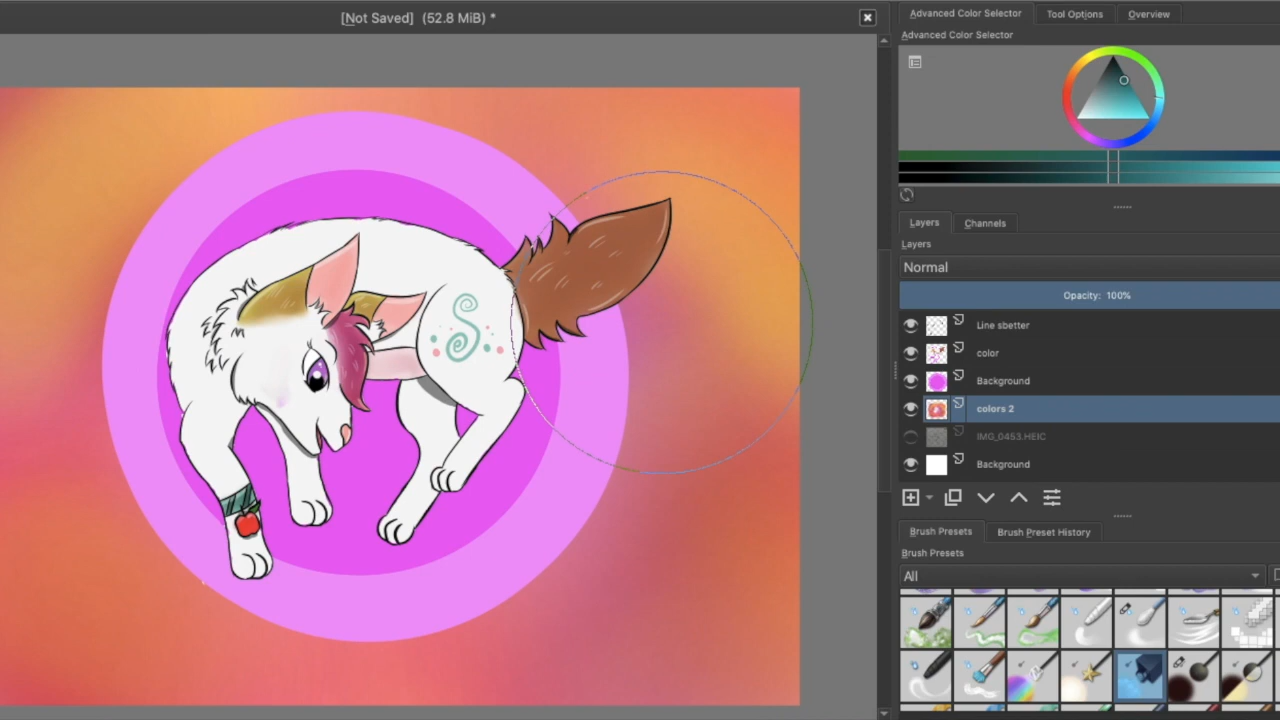 [Not Saved] (52.8 MiB) *
Advanced Color Selector
Tool Options
Overview
Advanced Color Selector
Layers
Channels
Layers
Normal
Opacity: 100%
Line sbetter
color
Background
colors 2
IMG_0453.HEIC
Background
Brush Presets
Brush Preset History
Brush Presets
All